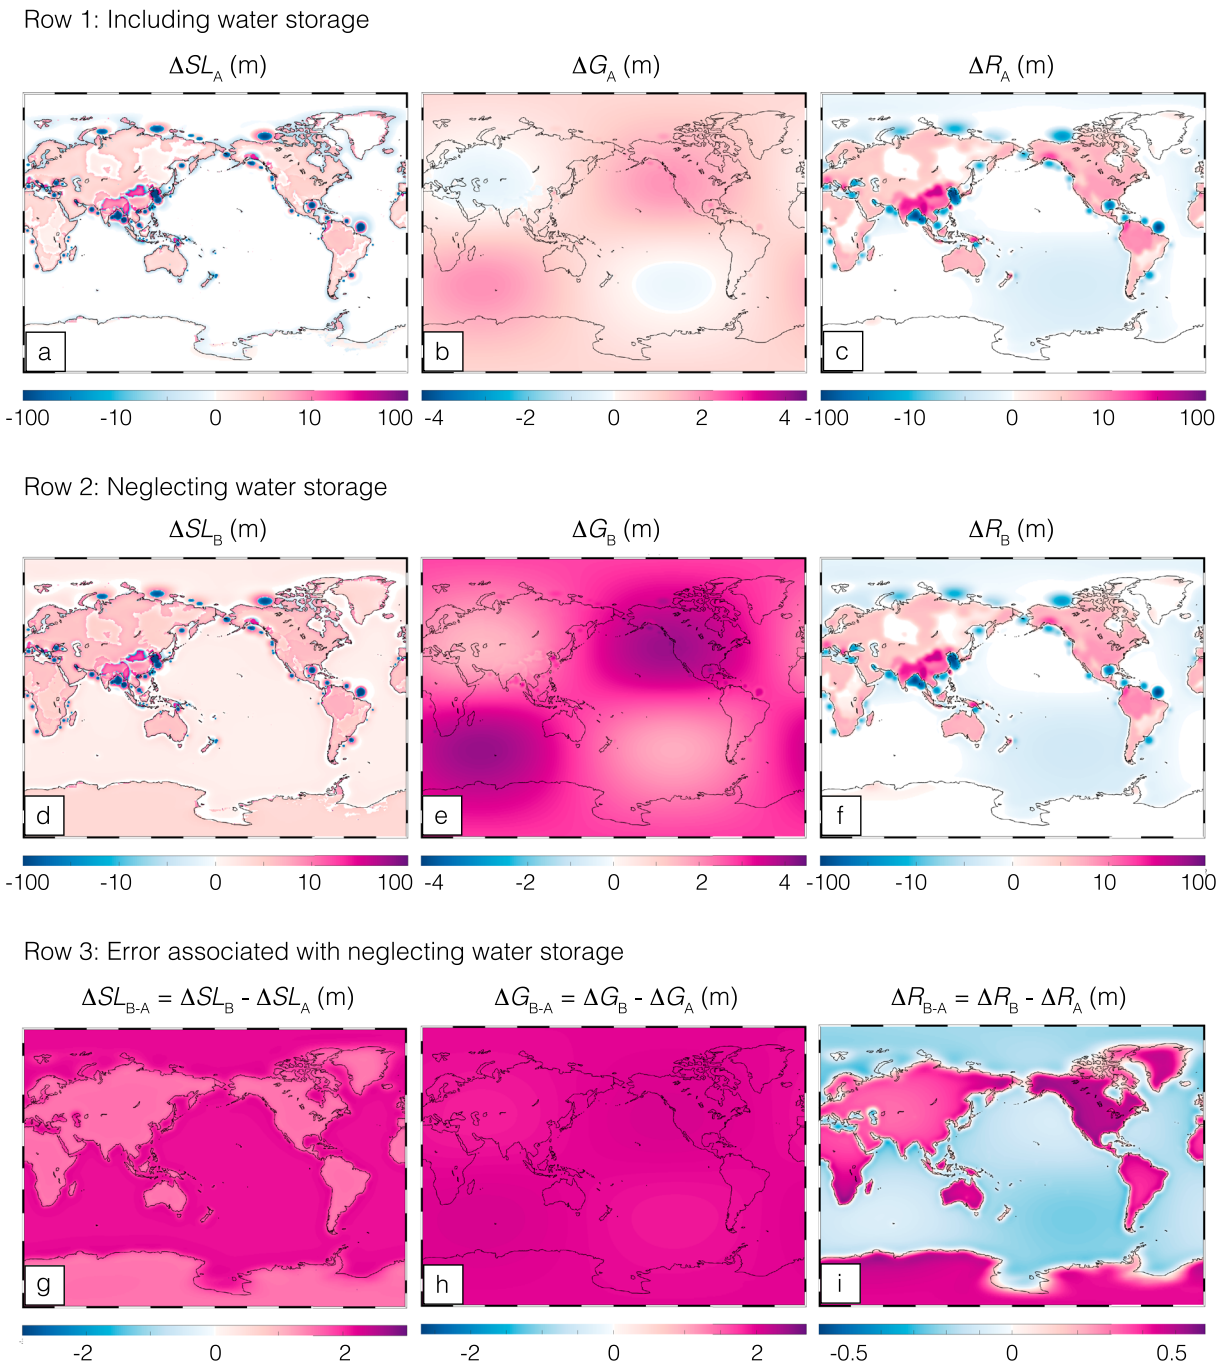 Row 1: Including water storage
ΔSL_A (m) ΔG_A (m) ΔR_A (m)
a b c
-100 -10 0 10 100 -4 -2 0 2 4 -100 -10 0 10 100
Row 2: Neglecting water storage
ΔSL_B (m) ΔG_B (m) ΔR_B (m)
d e f
-100 -10 0 10 100 -4 -2 0 2 4 -100 -10 0 10 100
Row 3: Error associated with neglecting water storage
ΔSL_B-A = ΔSL_B - ΔSL_A (m) ΔG_B-A = ΔG_B - ΔG_A (m) ΔR_B-A = ΔR_B - ΔR_A (m)
g h i
-2 0 2 -2 0 2 -0.5 0 0.5